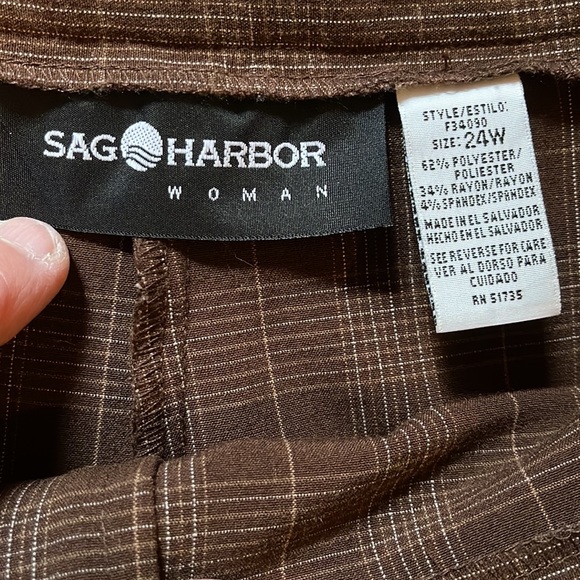 SAG HARBOR
WOMAN
STYLE/ESTILO:
F34090
SIZE: 24W
62% POLYESTER/
POLIESTER
34% RAYON/RAYON
4% SPANDEX/SPANDEX
MADE IN EL SALVADOR
HECHO EN EL SALVADOR
SEE REVERSE FOR CARE
VER AL DORSO PARA
CUIDADO
RN 51735